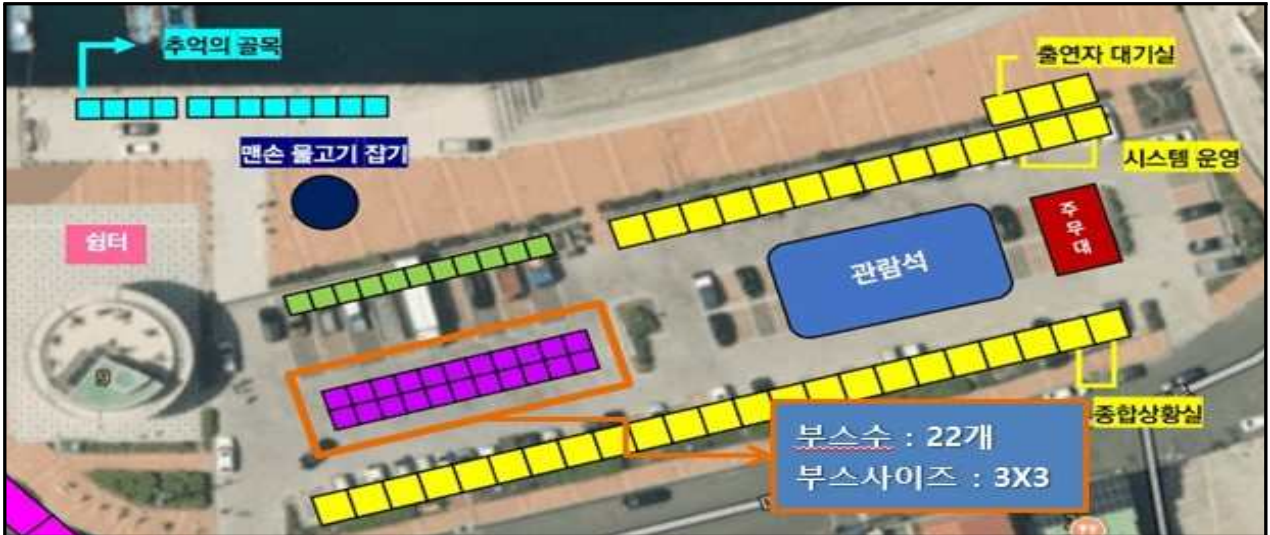 추억의 골목
출연자 대기실
맨손 물고기 잡기
시스템 운영
쉼터
주무대
관람석
종합상황실
부스수 : 22개
부스사이즈 : 3X3